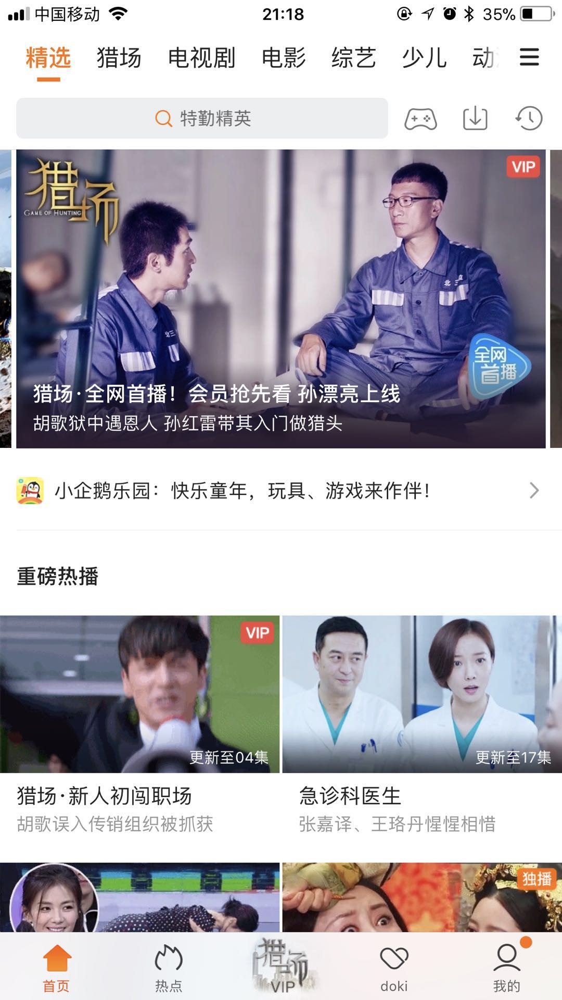 中国移动
21:18
35%
精选 猎场 电视剧 电影 综艺 少儿 动
特勤精英
猎场
GAME OF HUNTING
VIP
北三监
北三
全网
首播
猎场·全网首播！会员抢先看 孙漂亮上线
胡歌狱中遇恩人 孙红雷带其入门做猎头
小企鹅乐园：快乐童年，玩具、游戏来作伴！
重磅热播
VIP
更新至04集
更新至17集
猎场·新人初闯职场
胡歌误入传销组织被抓获
急诊科医生
张嘉译、王珞丹惺惺相惜
独播
猎场
VIP
首页
热点
doki
我的